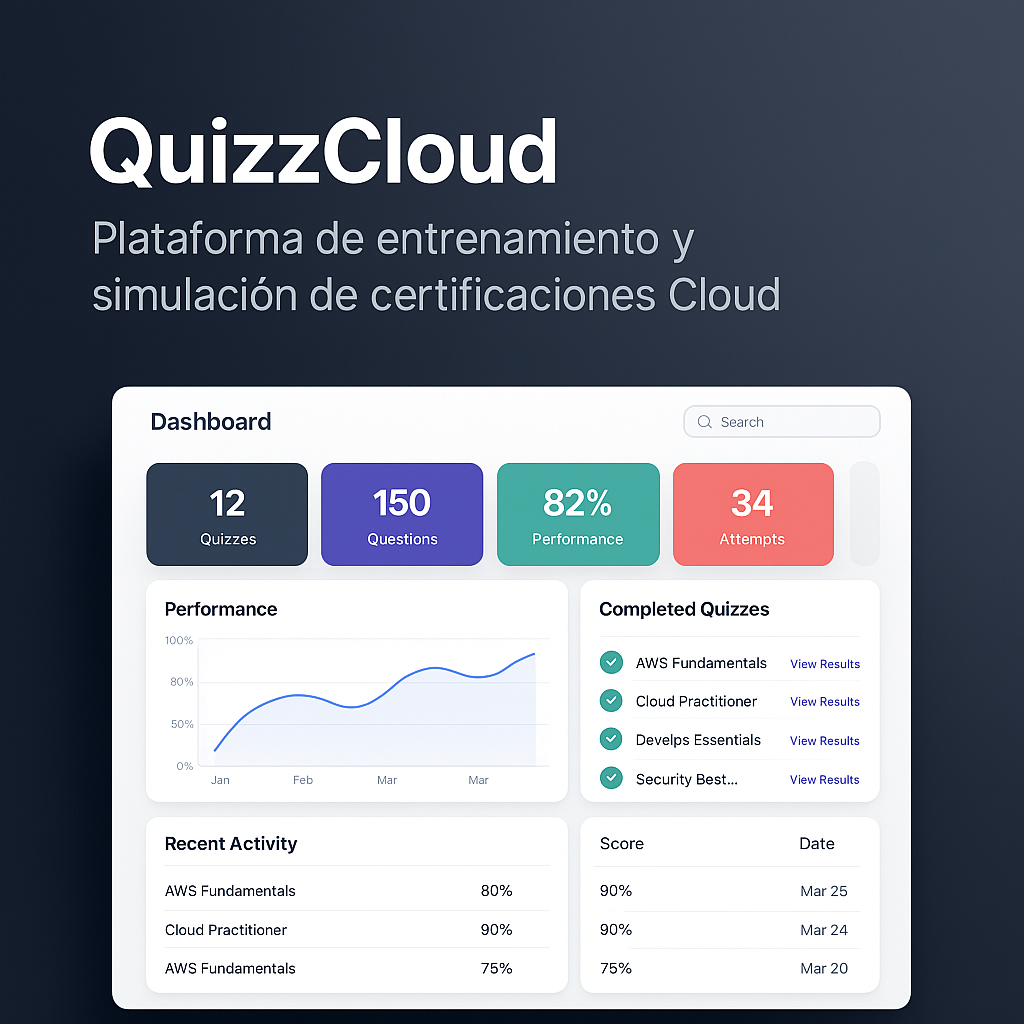 QuizzCloud
Plataforma de entrenamiento y
simulación de certificaciones Cloud
Dashboard
Search
12
Quizzes
150
Questions
82%
Performance
34
Attempts
Performance
100%
80%
50%
0%
Jan Feb Mar Mar
Completed Quizzes
AWS Fundamentals View Results
Cloud Practitioner View Results
Develps Essentials View Results
Security Best... View Results
Recent Activity
AWS Fundamentals 80%
Cloud Practitioner 90%
AWS Fundamentals 75%
Score Date
90% Mar 25
90% Mar 24
75% Mar 20